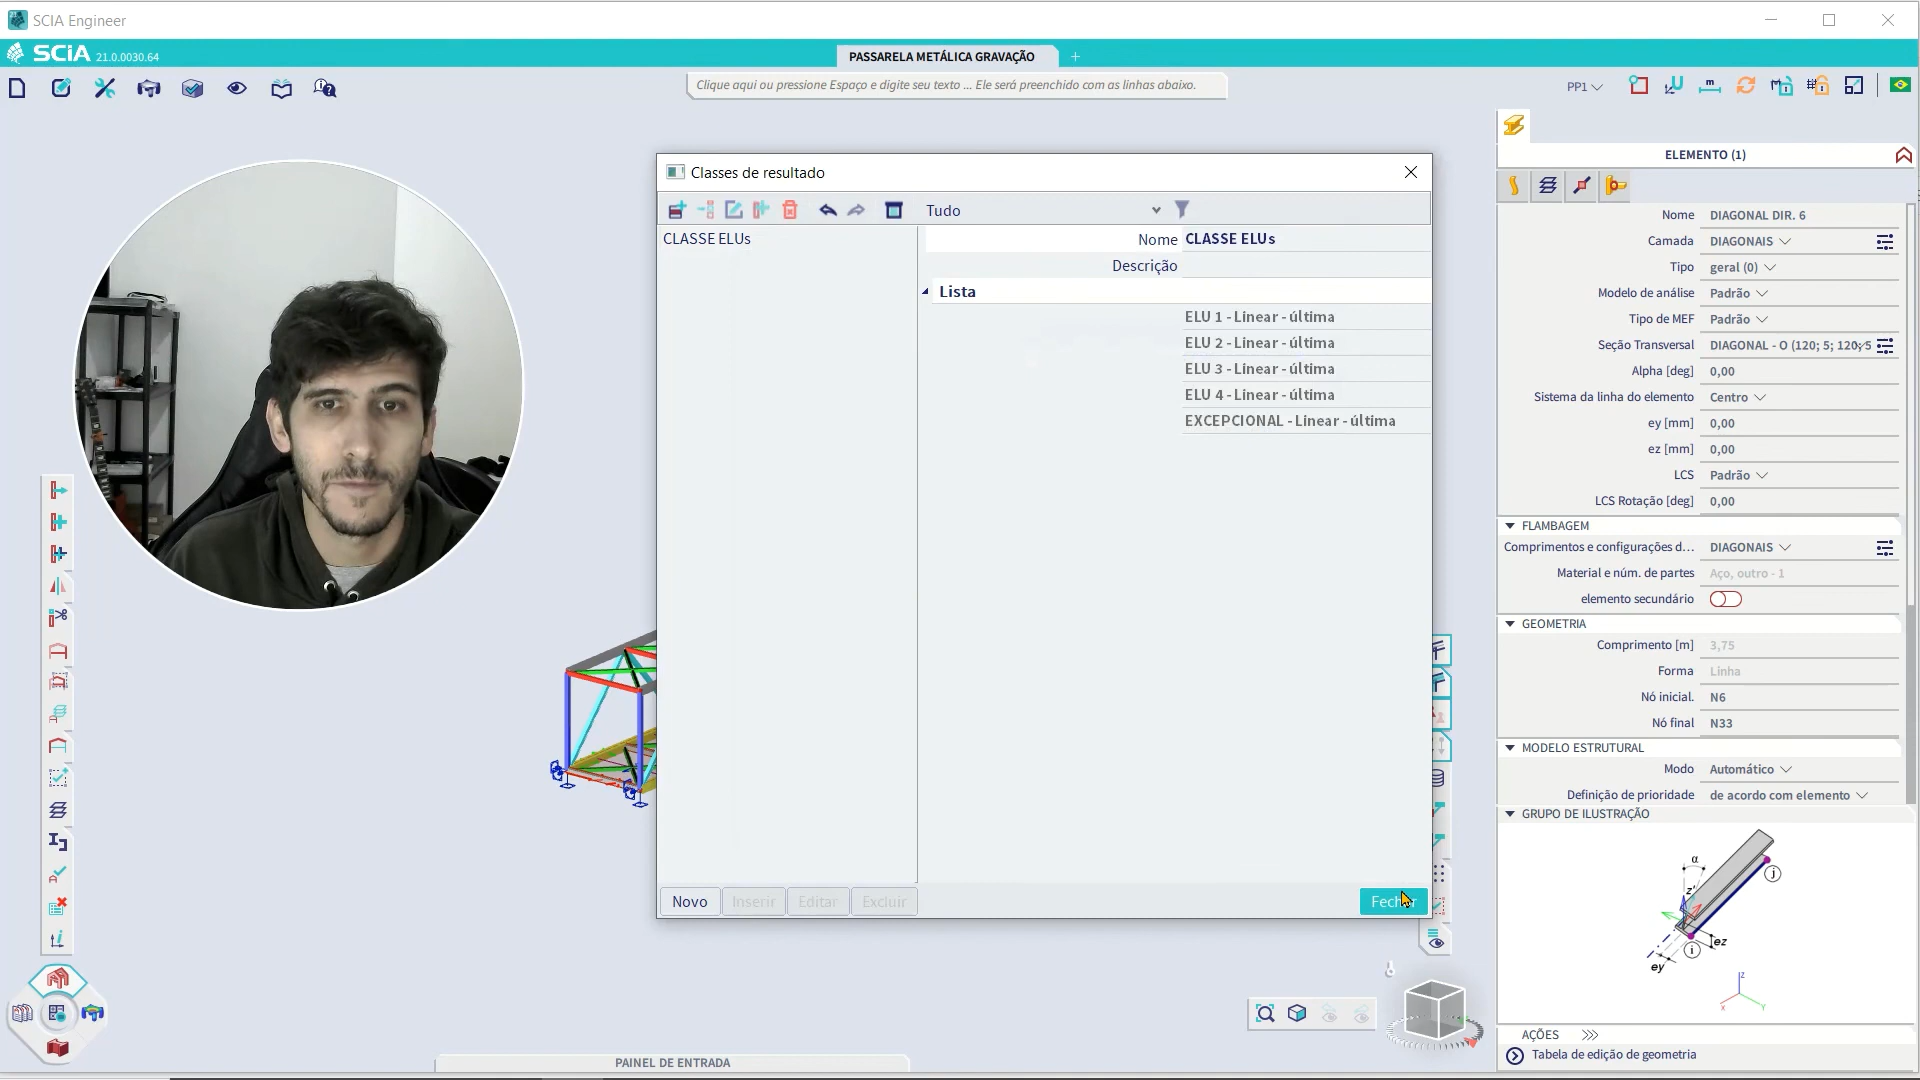 SCIA Engineer
SCiA 21.0.0030.64
PASSARELA METÁLICA GRAVAÇÃO
Clique aqui ou pressione Espaço e digite seu texto ... Ele será preenchido com as linhas abaixo.
PP1
Classes de resultado
Tudo
CLASSE ELUs
Nome CLASSE ELUs
Descrição
Lista
ELU 1 - Linear - última
ELU 2 - Linear - última
ELU 3 - Linear - última
ELU 4 - Linear - última
EXCEPCIONAL - Linear - última
Novo Inserir Editar Excluir
ELEMENTO (1)
Nome DIAGONAL DIR. 6
Camada DIAGONAIS
Tipo geral (0)
Modelo de análise Padrão
Tipo de MEF Padrão
Seção Transversal DIAGONAL - O (120; 5; 120; 5
Alpha [deg] 0,00
Sistema da linha do elemento Centro
ey [mm] 0,00
ez [mm] 0,00
LCS Padrão
LCS Rotação [deg] 0,00
FLAMBAGEM
Comprimentos e configurações d... DIAGONAIS
Material e núm. de partes Aço, outro - 1
elemento secundário
GEOMETRIA
Comprimento [m] 3,75
Forma Linha
Nó inicial. N6
Nó final N33
MODELO ESTRUTURAL
Modo Automático
Definição de prioridade de acordo com elemento
GRUPO DE ILUSTRAÇÃO
α
z'
j
i
ez
ey
z
x
y
AÇÕES >>>
Tabela de edição de geometria
PAINEL DE ENTRADA